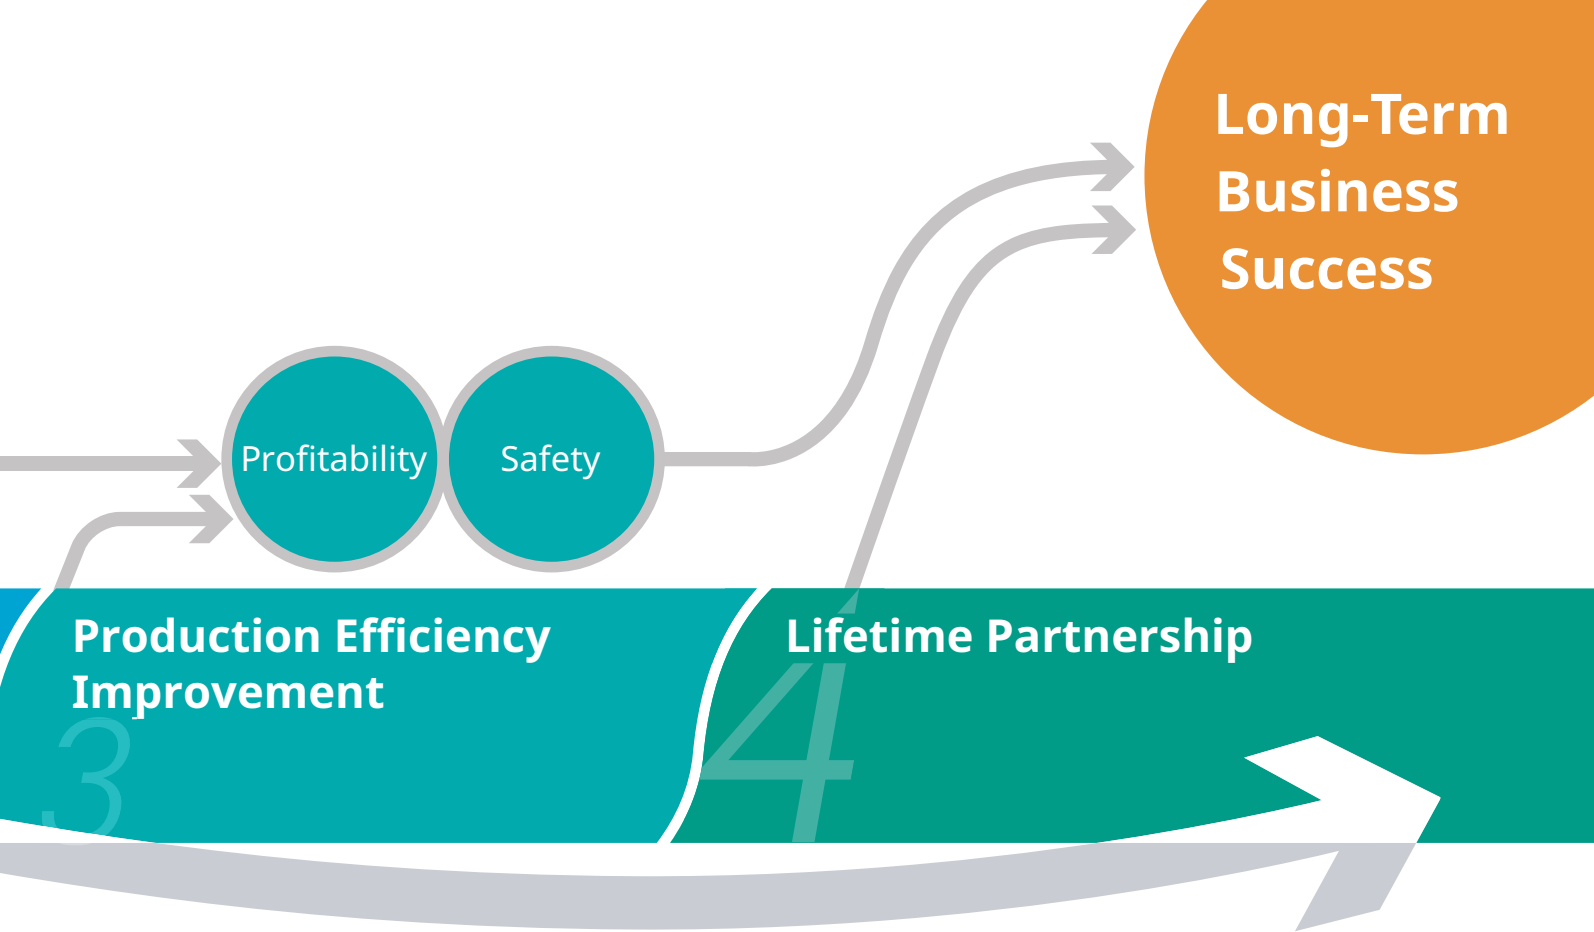 Long-Term
Business
Success
Profitability
Safety
Production Efficiency
Improvement
3
Lifetime Partnership
4